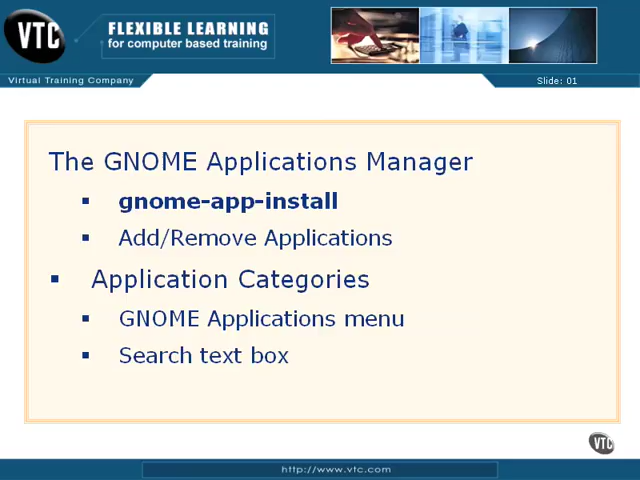 VTC
FLEXIBLE LEARNING
for computer based training
Virtual Training Company
Slide: 01
The GNOME Applications Manager
▪ gnome-app-install
▪ Add/Remove Applications
▪ Application Categories
▪ GNOME Applications menu
▪ Search text box
VTC
http://www.vtc.com